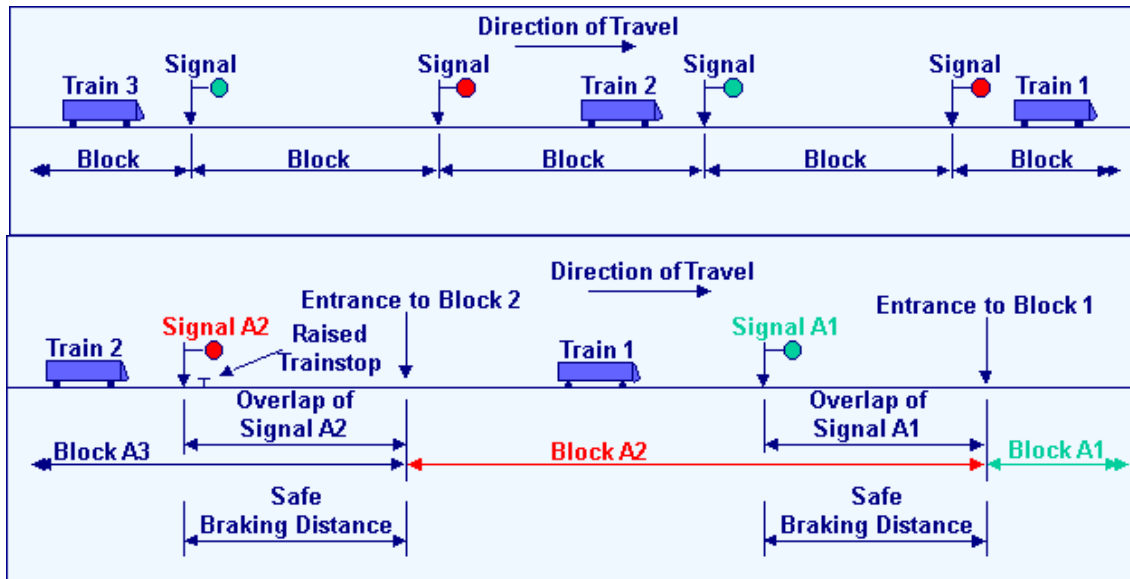 Direction of Travel
Signal
Signal
Signal
Signal
Train 3
Train 2
Train 1
Block
Block
Block
Block
Block
Direction of Travel
Entrance to Block 2
Entrance to Block 1
Signal A2
Raised
Trainstop
Signal A1
Train 2
Train 1
Overlap of
Signal A2
Overlap of
Signal A1
Block A3
Block A2
Block A1
Safe
Braking Distance
Safe
Braking Distance